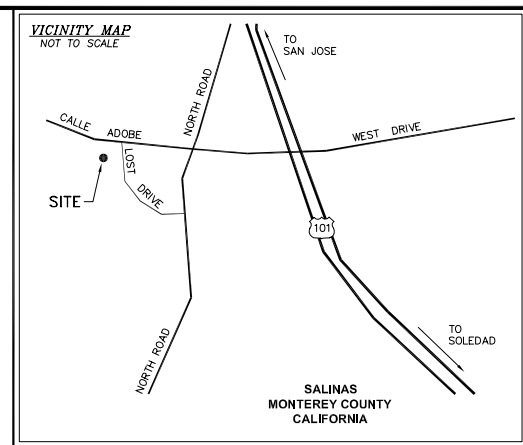 VICINITY MAP
NOT TO SCALE
TO
SAN JOSE
NORTH ROAD
CALLE ADOBE
WEST DRIVE
LOST DRIVE
SITE
101
TO
SOLEDAD
NORTH ROAD
SALINAS
MONTEREY COUNTY
CALIFORNIA